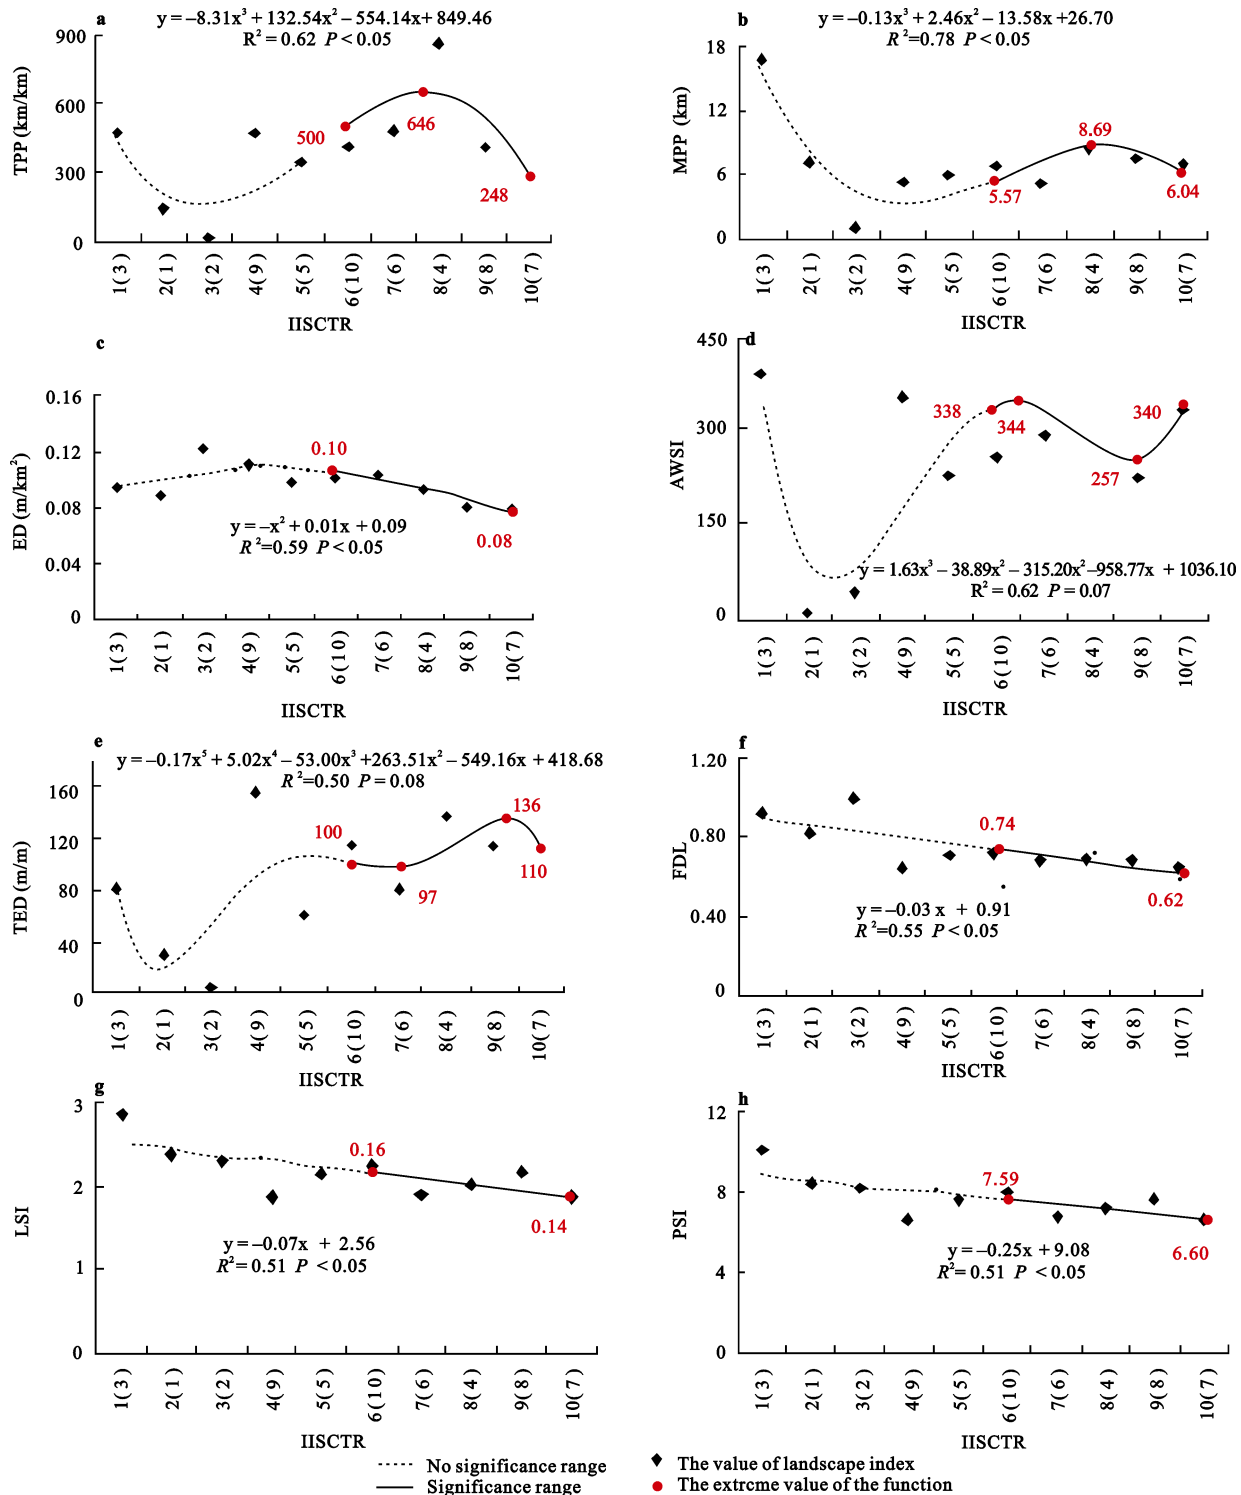 a
y = –8.31x³ + 132.54x² – 554.14x + 849.46
R² = 0.62 P < 0.05
TPP (km/km)
900
600
300
0
500
646
248
1(3) 2(1) 3(2) 4(9) 5(5) 6(10) 7(6) 8(4) 9(8) 10(7)
IISCTR
b
y = –0.13x³ + 2.46x² – 13.58x +26.70
R²=0.78 P < 0.05
MPP (km)
18
12
6
0
5.57
8.69
6.04
1(3) 2(1) 3(2) 4(9) 5(5) 6(10) 7(6) 8(4) 9(8) 10(7)
IISCTR
c
ED (m/km²)
0.16
0.12
0.08
0.04
0
0.10
0.08
y = –x² + 0.01x + 0.09
R²=0.59 P < 0.05
1(3) 2(1) 3(2) 4(9) 5(5) 6(10) 7(6) 8(4) 9(8) 10(7)
IISCTR
d
AWSI
450
300
150
0
338
344
257
340
y = 1.63x³ – 38.89x² – 315.20x² –958.77x + 1036.10
R² = 0.62 P = 0.07
1(3) 2(1) 3(2) 4(9) 5(5) 6(10) 7(6) 8(4) 9(8) 10(7)
IISCTR
e
y = –0.17x⁵ + 5.02x⁴ – 53.00x³ +263.51x² – 549.16x + 418.68
R²=0.50 P = 0.08
TED (m/m)
160
120
80
40
0
100
97
136
110
1(3) 2(1) 3(2) 4(9) 5(5) 6(10) 7(6) 8(4) 9(8) 10(7)
IISCTR
f
FDL
1.20
0.80
0.40
0
0.74
0.62
y = –0.03 x + 0.91
R²=0.55 P < 0.05
1(3) 2(1) 3(2) 4(9) 5(5) 6(10) 7(6) 8(4) 9(8) 10(7)
IISCTR
g
LSI
3
2
1
0
0.16
0.14
y = –0.07x + 2.56
R²= 0.51 P < 0.05
1(3) 2(1) 3(2) 4(9) 5(5) 6(10) 7(6) 8(4) 9(8) 10(7)
IISCTR
h
PSI
12
8
4
0
7.59
6.60
y = –0.25x + 9.08
R²= 0.51 P < 0.05
1(3) 2(1) 3(2) 4(9) 5(5) 6(10) 7(6) 8(4) 9(8) 10(7)
IISCTR
No significance range
Significance range
The value of landscape index
The extrcme value of the function